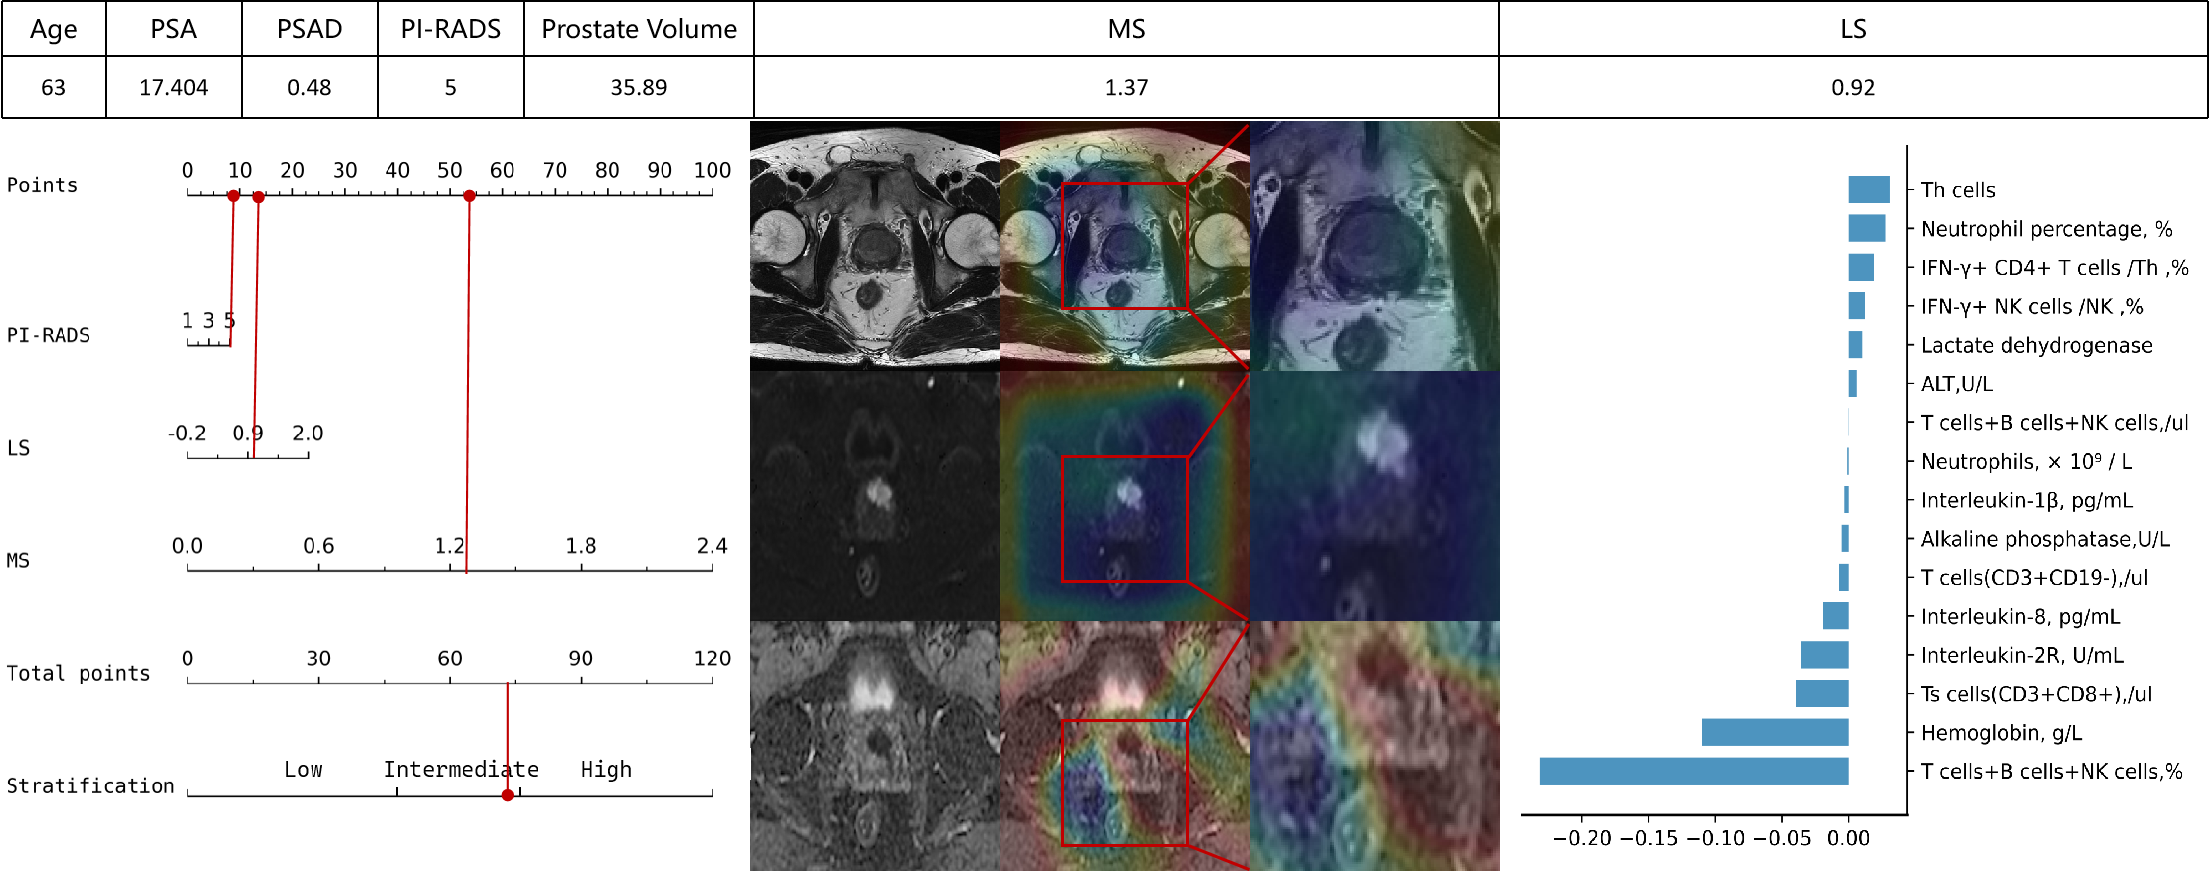 Age PSA PSAD PI-RADS Prostate Volume MS LS
63 17.404 0.48 5 35.89 1.37 0.92
Points 0 10 20 30 40 50 60 70 80 90 100
PI-RADS 1 3 5
LS -0.2 0.9 2.0
MS 0.0 0.6 1.2 1.8 2.4
Total points 0 30 60 90 120
Stratification Low Intermediate High
Th cells
Neutrophil percentage, %
IFN-γ+ CD4+ T cells /Th ,%
IFN-γ+ NK cells /NK ,%
Lactate dehydrogenase
ALT,U/L
T cells+B cells+NK cells,/ul
Neutrophils, × 10⁹ / L
Interleukin-1β, pg/mL
Alkaline phosphatase,U/L
T cells(CD3+CD19-),/ul
Interleukin-8, pg/mL
Interleukin-2R, U/mL
Ts cells(CD3+CD8+),/ul
Hemoglobin, g/L
T cells+B cells+NK cells,%
−0.20 −0.15 −0.10 −0.05 0.00